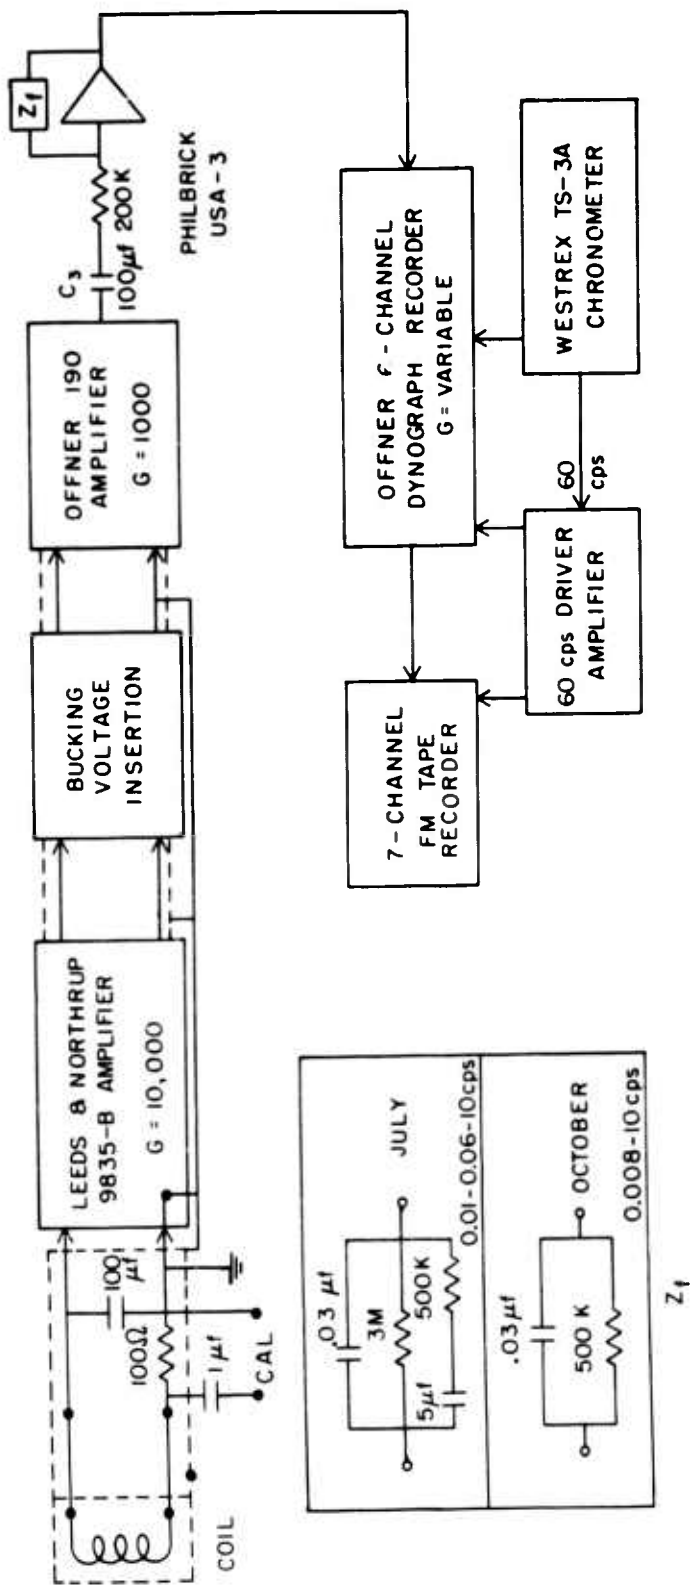 COIL
100Ω
1μf
CAL
100
μf
LEEDS & NORTHRUP
9835-B AMPLIFIER
G = 10,000
BUCKING
VOLTAGE
INSERTION
OFFNER 190
AMPLIFIER
G = 1000
C3
100μf 200K
Zf
PHILBRICK
USA-3
7-CHANNEL
FM TAPE
RECORDER
OFFNER - CHANNEL
DYNOGRAPH RECORDER
G = VARIABLE
60 cps DRIVER
AMPLIFIER
60
cps
WESTREX TS-3A
CHRONOMETER
.03 μf
3M
5μf
500K
JULY
0.01-0.06-10cps
.03μf
500 K
OCTOBER
0.008-10cps
Zf